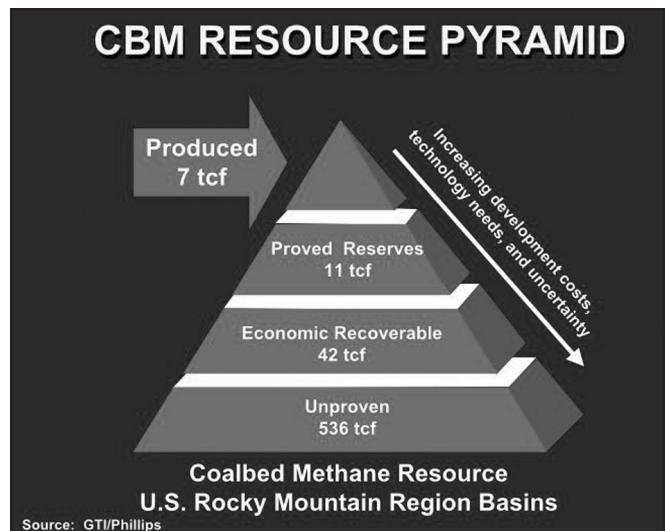 CBM RESOURCE PYRAMID
Produced
7 tcf
Increasing development costs,
technology needs, and uncertainty
Proved Reserves
11 tcf
Economic Recoverable
42 tcf
Unproven
536 tcf
Coalbed Methane Resource
U.S. Rocky Mountain Region Basins
Source: GTI/Phillips